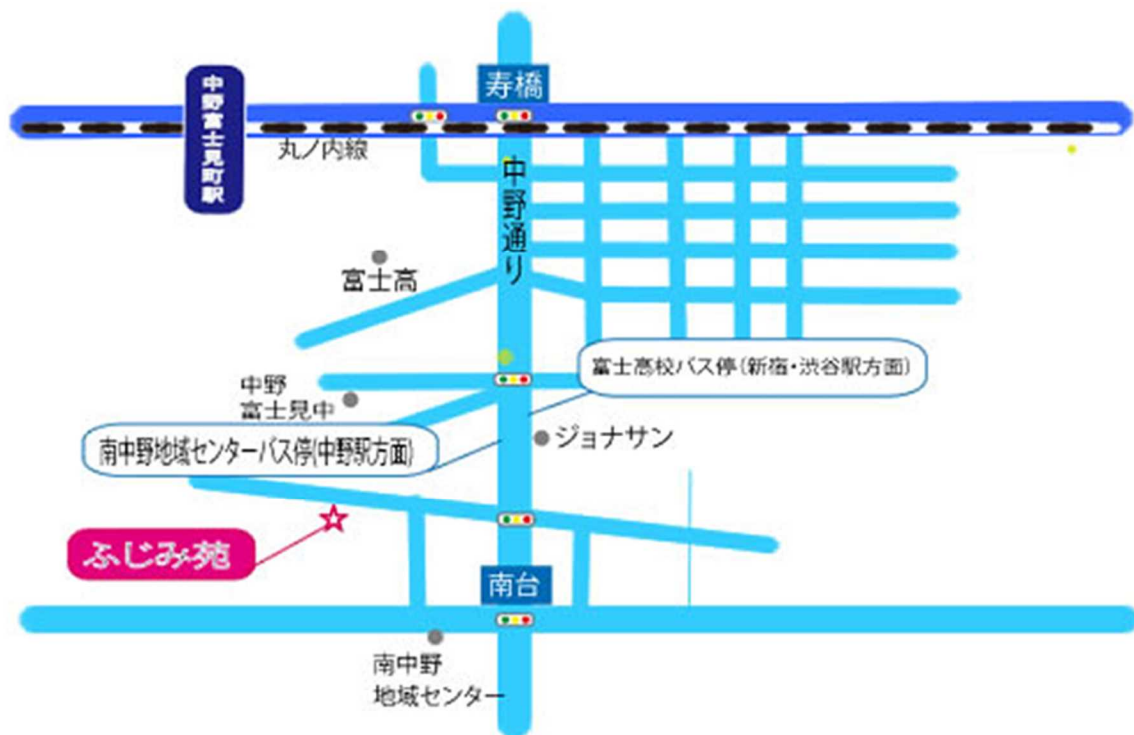 寿橋
中野富士見町駅
丸ノ内線
中野通り
富士高
富士高校バス停(新宿・渋谷駅方面)
中野
富士見中
ジョナサン
南中野地域センターバス停(中野駅方面)
ふじみ苑
南台
南中野
地域センター